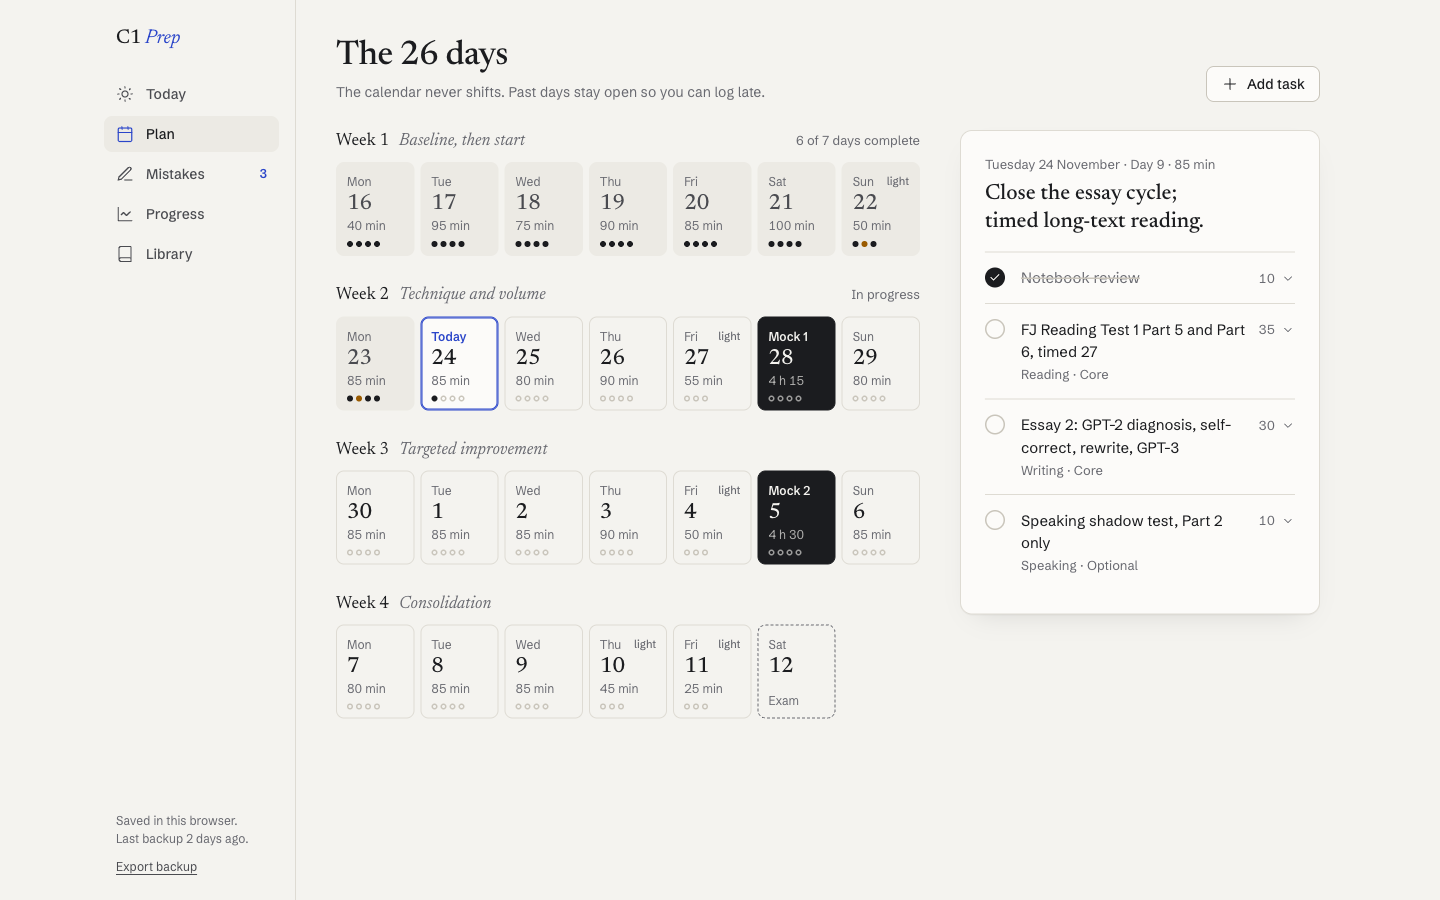 C1 Prep
Today
Plan
Mistakes 3
Progress
Library
Saved in this browser.
Last backup 2 days ago.
Export backup
The 26 days
The calendar never shifts. Past days stay open so you can log late.
Add task
Week 1 Baseline, then start 6 of 7 days complete
Mon
16
40 min
Tue
17
95 min
Wed
18
75 min
Thu
19
90 min
Fri
20
85 min
Sat
21
100 min
Sun light
22
50 min
Week 2 Technique and volume In progress
Mon
23
85 min
Today
24
85 min
Wed
25
80 min
Thu
26
90 min
Fri light
27
55 min
Mock 1
28
4 h 15
Sun
29
80 min
Week 3 Targeted improvement
Mon
30
85 min
Tue
1
85 min
Wed
2
85 min
Thu
3
90 min
Fri light
4
50 min
Mock 2
5
4 h 30
Sun
6
85 min
Week 4 Consolidation
Mon
7
80 min
Tue
8
85 min
Wed
9
85 min
Thu light
10
45 min
Fri light
11
25 min
Sat
12
Exam
Tuesday 24 November · Day 9 · 85 min
Close the essay cycle;
timed long-text reading.
Notebook review 10
FJ Reading Test 1 Part 5 and Part 35
6, timed 27
Reading · Core
Essay 2: GPT-2 diagnosis, self- 30
correct, rewrite, GPT-3
Writing · Core
Speaking shadow test, Part 2 10
only
Speaking · Optional